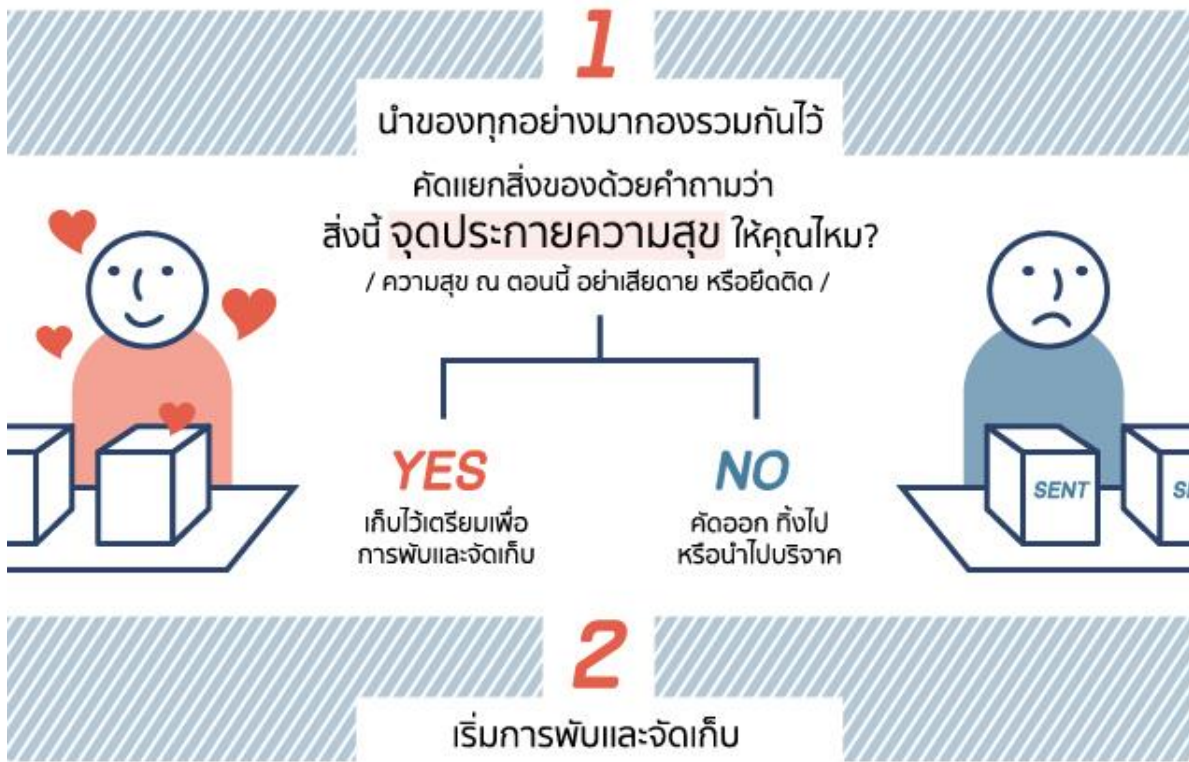 1
นำของทุกอย่างมากองรวมกันไว้
คัดแยกสิ่งของด้วยคำถามว่า
สิ่งนี้ จุดประกายความสุข ให้คุณไหม?
/ ความสุข ณ ตอนนี้ อย่าเสียดาย หรือยึดติด /
YES
เก็บไว้เตรียมเพื่อ
การพับและจัดเก็บ
NO
คัดออก ทิ้งไป
หรือนำไปบริจาค
SENT
2
เริ่มการพับและจัดเก็บ